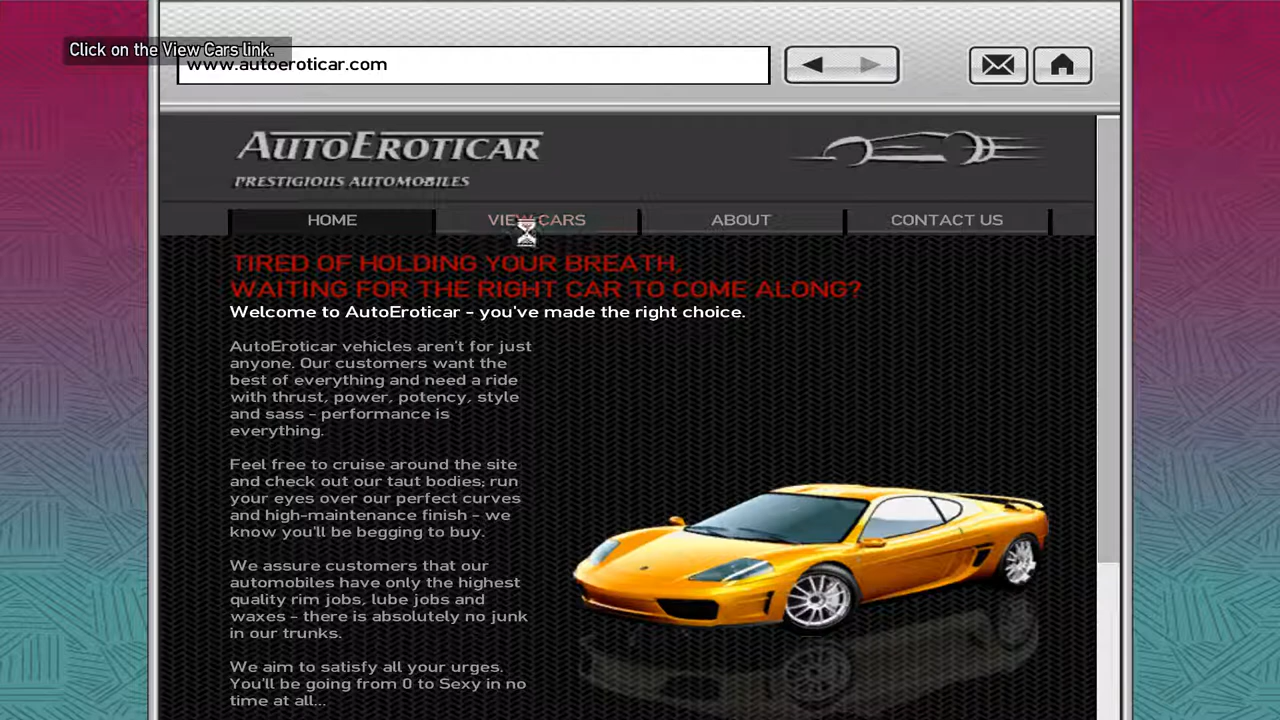 Click on the View Cars link.
www.autoeroticar.com
AUTOEROTICAR
PRESTIGIOUS AUTOMOBILES
HOME
VIEW CARS
ABOUT
CONTACT US
TIRED OF HOLDING YOUR BREATH,
WAITING FOR THE RIGHT CAR TO COME ALONG?
Welcome to AutoEroticar - you've made the right choice.
AutoEroticar vehicles aren't for just
anyone. Our customers want the
best of everything and need a ride
with thrust, power, potency, style
and sass - performance is
everything.
Feel free to cruise around the site
and check out our taut bodies; run
your eyes over our perfect curves
and high-maintenance finish - we
know you'll be begging to buy.
We assure customers that our
automobiles have only the highest
quality rim jobs, lube jobs and
waxes - there is absolutely no junk
in our trunks.
We aim to satisfy all your urges.
You'll be going from 0 to Sexy in no
time at all...